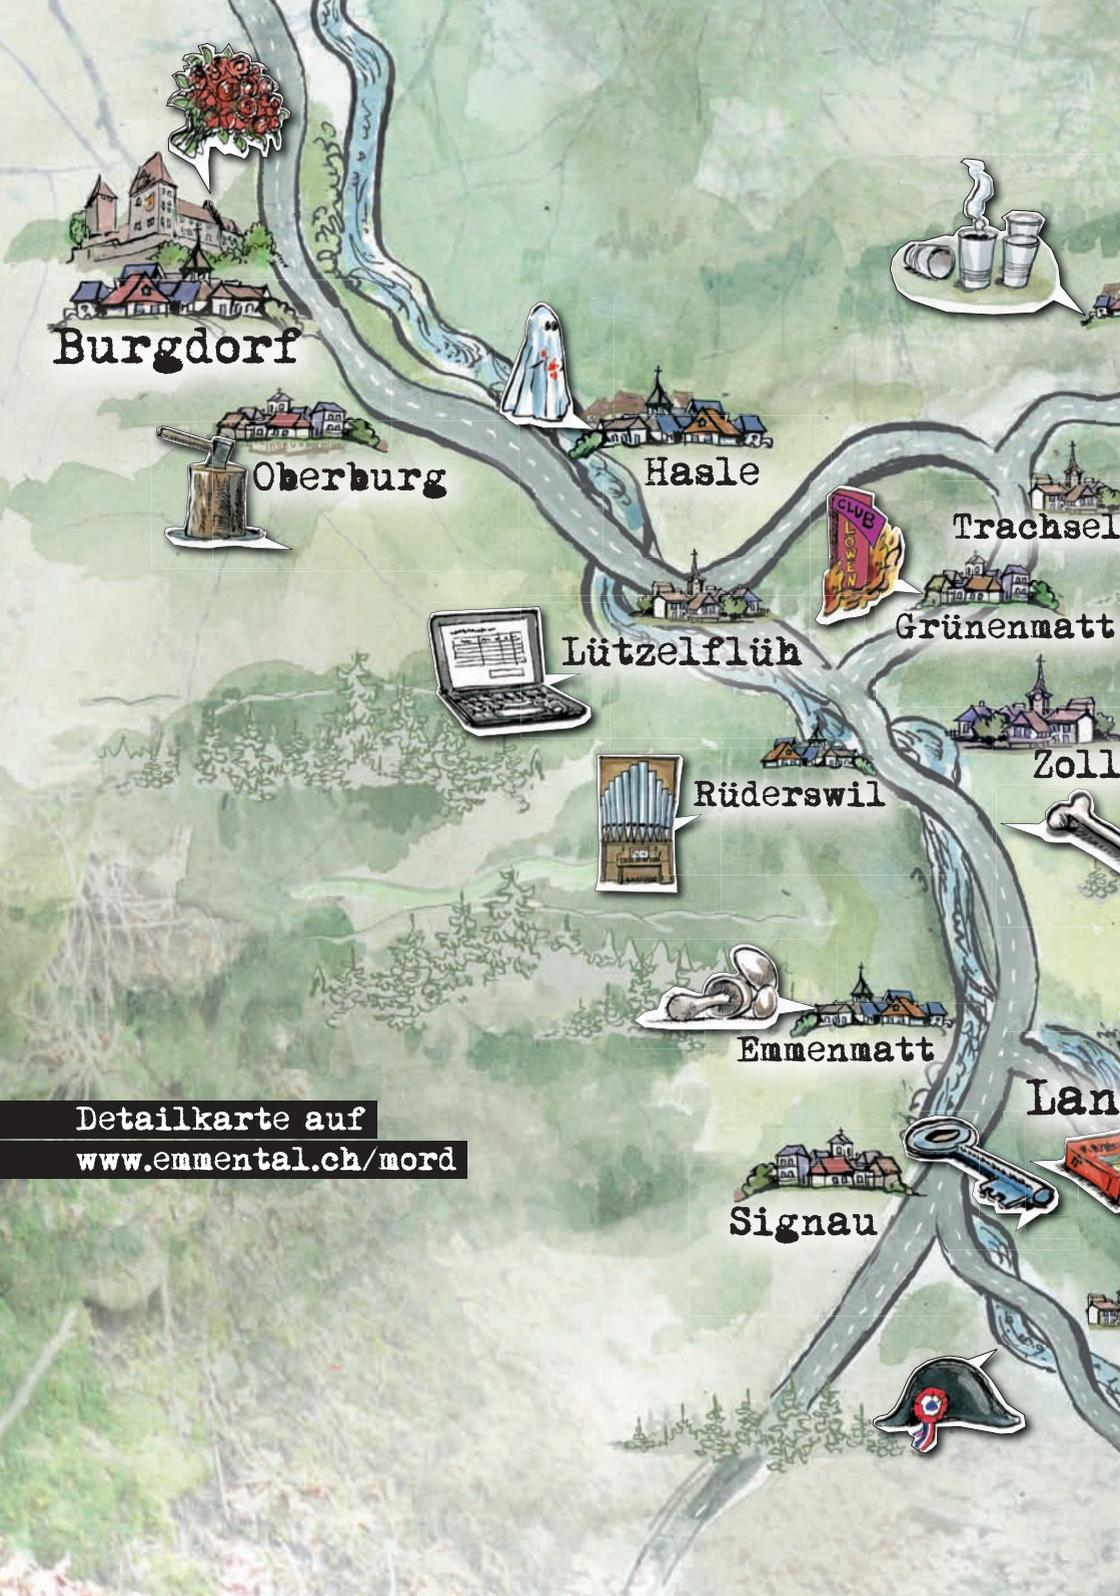 Burgdorf
Oberburg
Hasle
CLUB
LÖWEN
Trachsel
Grünenmatt
Lützelflüh
Zoll
Rüderswil
Emmenmatt
Lan
Detailkarte auf
www.emmental.ch/mord
Signau